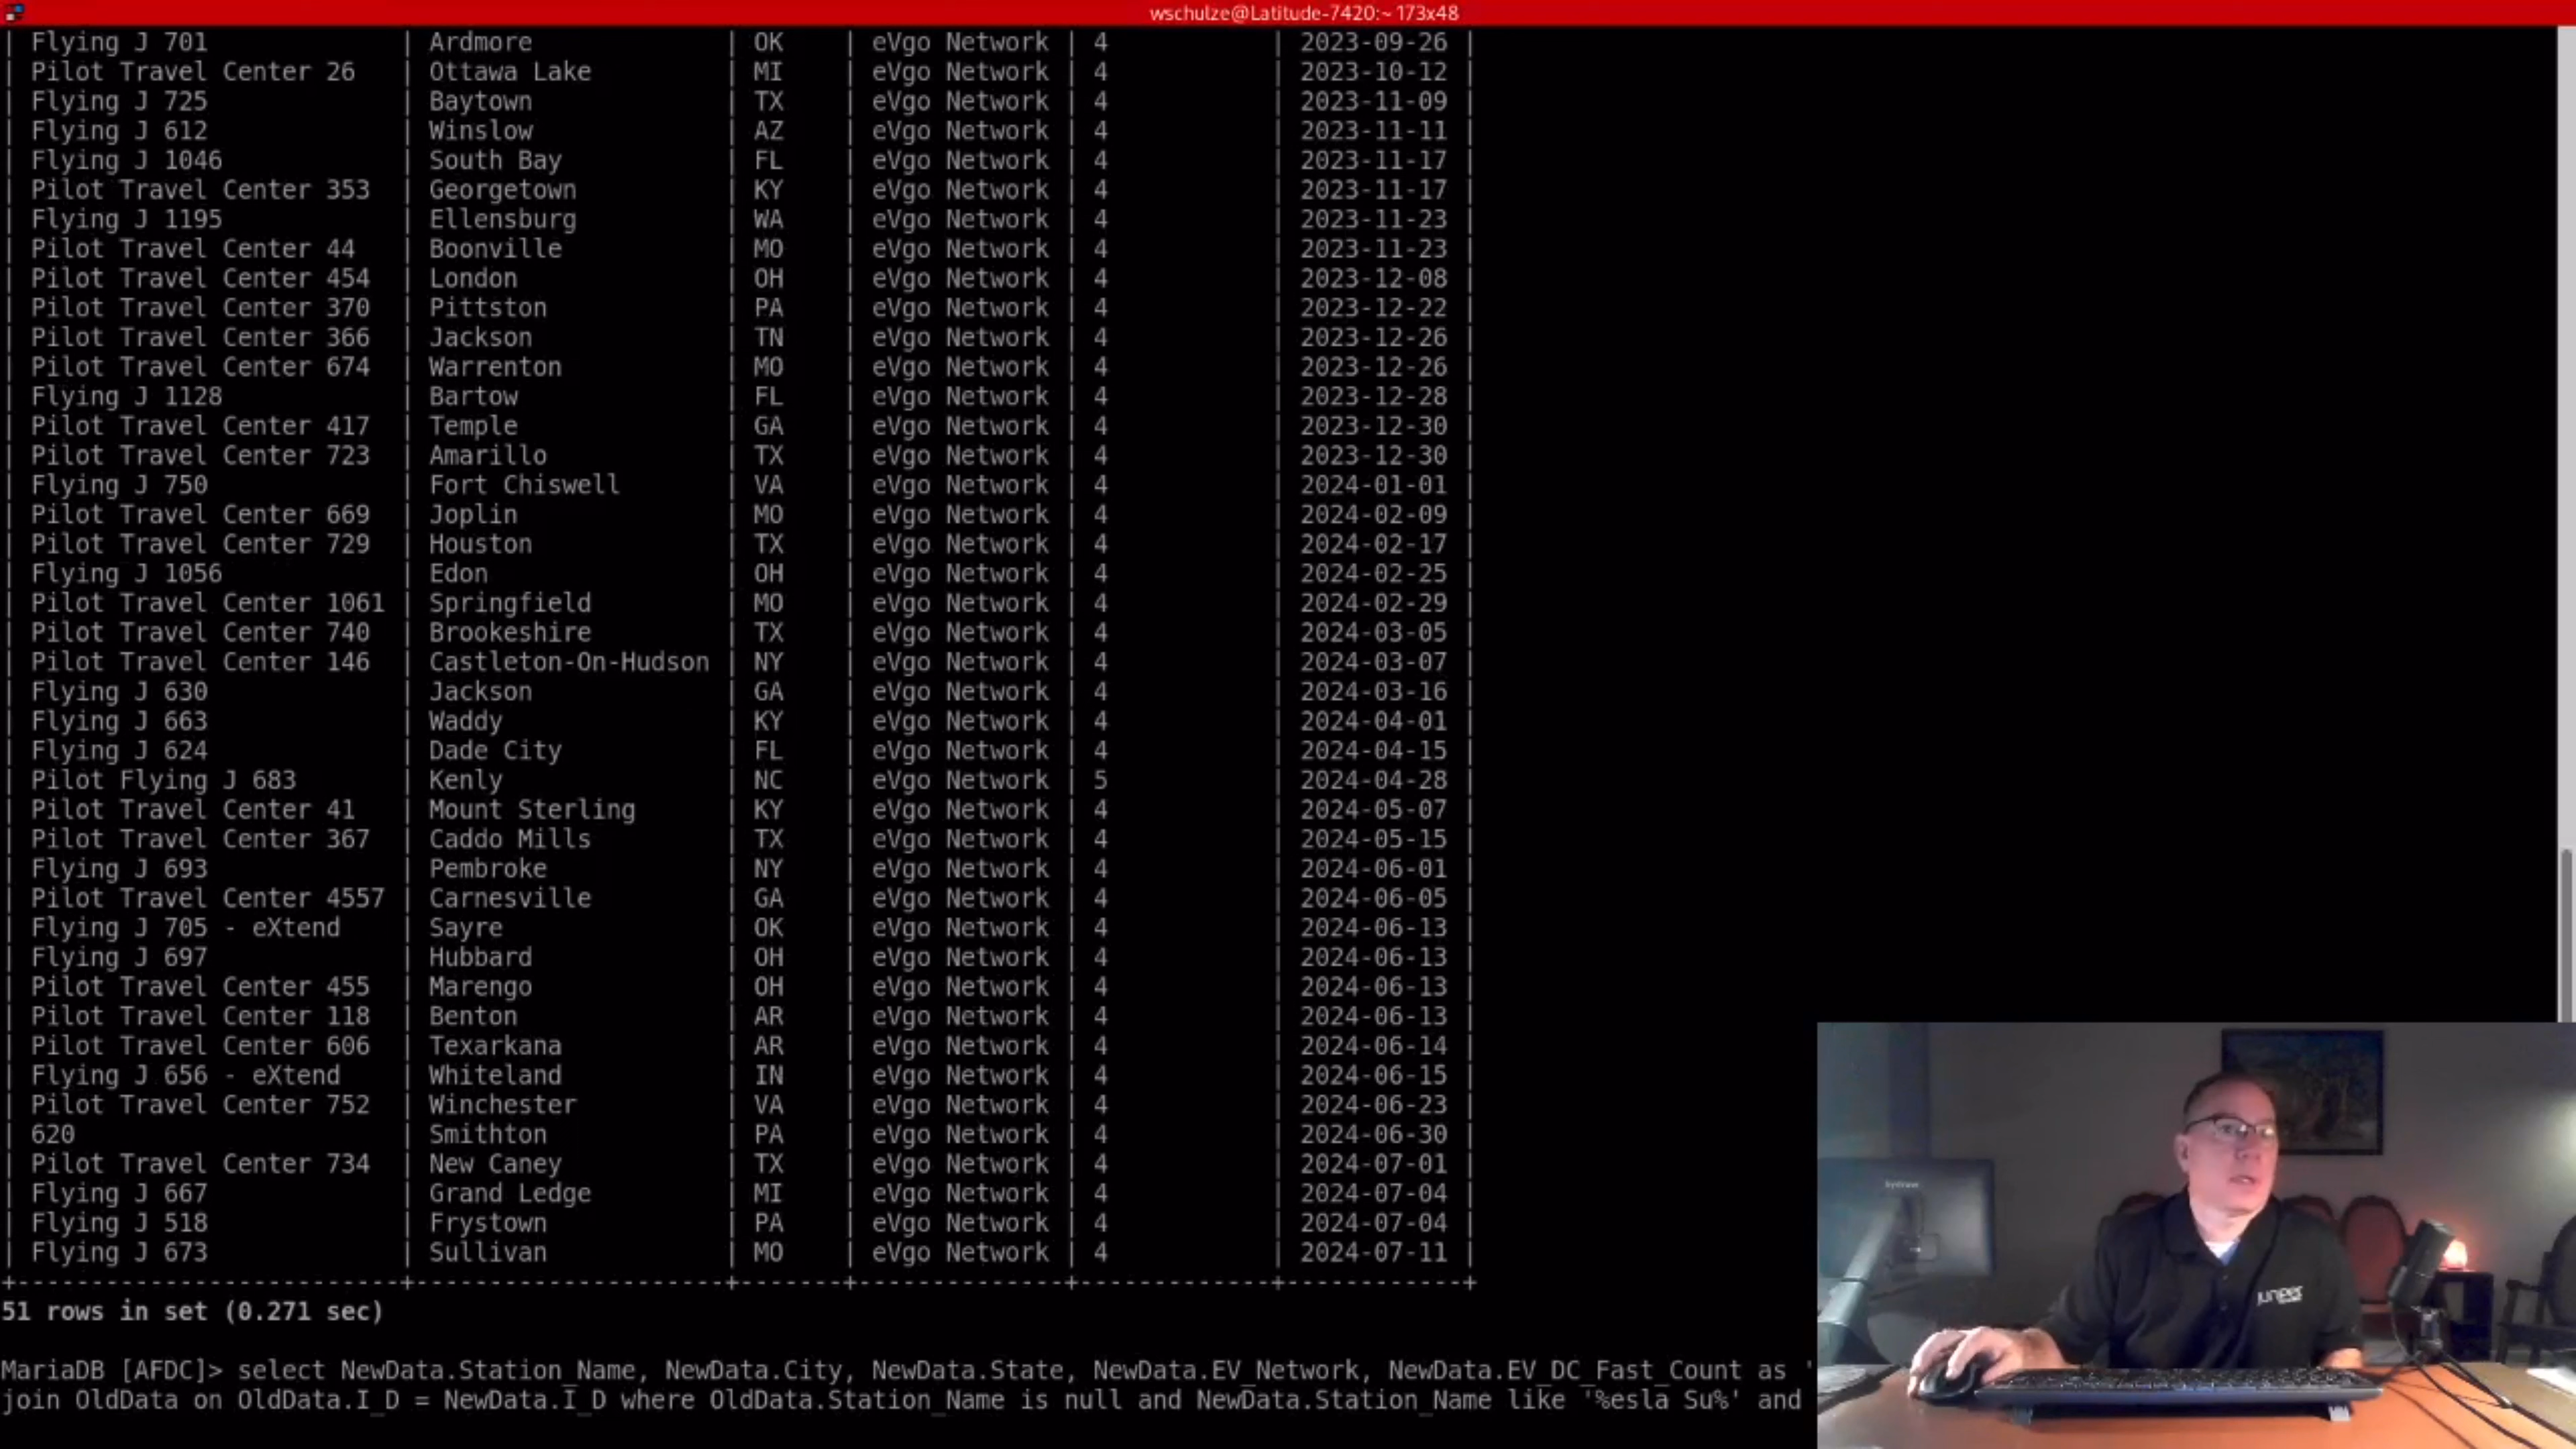 wschulze@Latitude-7420:~ 173x48
| Flying J 701 | Ardmore | OK | eVgo Network | 4 | 2023-09-26 |
| Pilot Travel Center 26 | Ottawa Lake | MI | eVgo Network | 4 | 2023-10-12 |
| Flying J 725 | Baytown | TX | eVgo Network | 4 | 2023-11-09 |
| Flying J 612 | Winslow | AZ | eVgo Network | 4 | 2023-11-11 |
| Flying J 1046 | South Bay | FL | eVgo Network | 4 | 2023-11-17 |
| Pilot Travel Center 353 | Georgetown | KY | eVgo Network | 4 | 2023-11-17 |
| Flying J 1195 | Ellensburg | WA | eVgo Network | 4 | 2023-11-23 |
| Pilot Travel Center 44 | Boonville | MO | eVgo Network | 4 | 2023-11-23 |
| Pilot Travel Center 454 | London | OH | eVgo Network | 4 | 2023-12-08 |
| Pilot Travel Center 370 | Pittston | PA | eVgo Network | 4 | 2023-12-22 |
| Pilot Travel Center 366 | Jackson | TN | eVgo Network | 4 | 2023-12-26 |
| Pilot Travel Center 674 | Warrenton | MO | eVgo Network | 4 | 2023-12-26 |
| Flying J 1128 | Bartow | FL | eVgo Network | 4 | 2023-12-28 |
| Pilot Travel Center 417 | Temple | GA | eVgo Network | 4 | 2023-12-30 |
| Pilot Travel Center 723 | Amarillo | TX | eVgo Network | 4 | 2023-12-30 |
| Flying J 750 | Fort Chiswell | VA | eVgo Network | 4 | 2024-01-01 |
| Pilot Travel Center 669 | Joplin | MO | eVgo Network | 4 | 2024-02-09 |
| Pilot Travel Center 729 | Houston | TX | eVgo Network | 4 | 2024-02-17 |
| Flying J 1056 | Edon | OH | eVgo Network | 4 | 2024-02-25 |
| Pilot Travel Center 1061 | Springfield | MO | eVgo Network | 4 | 2024-02-29 |
| Pilot Travel Center 740 | Brookeshire | TX | eVgo Network | 4 | 2024-03-05 |
| Pilot Travel Center 146 | Castleton-On-Hudson | NY | eVgo Network | 4 | 2024-03-07 |
| Flying J 630 | Jackson | GA | eVgo Network | 4 | 2024-03-16 |
| Flying J 663 | Waddy | KY | eVgo Network | 4 | 2024-04-01 |
| Flying J 624 | Dade City | FL | eVgo Network | 4 | 2024-04-15 |
| Pilot Flying J 683 | Kenly | NC | eVgo Network | 5 | 2024-04-28 |
| Pilot Travel Center 41 | Mount Sterling | KY | eVgo Network | 4 | 2024-05-07 |
| Pilot Travel Center 367 | Caddo Mills | TX | eVgo Network | 4 | 2024-05-15 |
| Flying J 693 | Pembroke | NY | eVgo Network | 4 | 2024-06-01 |
| Pilot Travel Center 4557 | Carnesville | GA | eVgo Network | 4 | 2024-06-05 |
| Flying J 705 - eXtend | Sayre | OK | eVgo Network | 4 | 2024-06-13 |
| Flying J 697 | Hubbard | OH | eVgo Network | 4 | 2024-06-13 |
| Pilot Travel Center 455 | Marengo | OH | eVgo Network | 4 | 2024-06-13 |
| Pilot Travel Center 118 | Benton | AR | eVgo Network | 4 | 2024-06-13 |
| Pilot Travel Center 606 | Texarkana | AR | eVgo Network | 4 | 2024-06-14 |
| Flying J 656 - eXtend | Whiteland | IN | eVgo Network | 4 | 2024-06-15 |
| Pilot Travel Center 752 | Winchester | VA | eVgo Network | 4 | 2024-06-23 |
| 620 | Smithton | PA | eVgo Network | 4 | 2024-06-30 |
| Pilot Travel Center 734 | New Caney | TX | eVgo Network | 4 | 2024-07-01 |
| Flying J 667 | Grand Ledge | MI | eVgo Network | 4 | 2024-07-04 |
| Flying J 518 | Frystown | PA | eVgo Network | 4 | 2024-07-04 |
| Flying J 673 | Sullivan | MO | eVgo Network | 4 | 2024-07-11 |
51 rows in set (0.271 sec)
MariaDB [AFDC]> select NewData.Station_Name, NewData.City, NewData.State, NewData.EV_Network, NewData.EV_DC_Fast_Count as '
join OldData on OldData.I_D = NewData.I_D where OldData.Station_Name is null and NewData.Station_Name like '%esla Su%' and